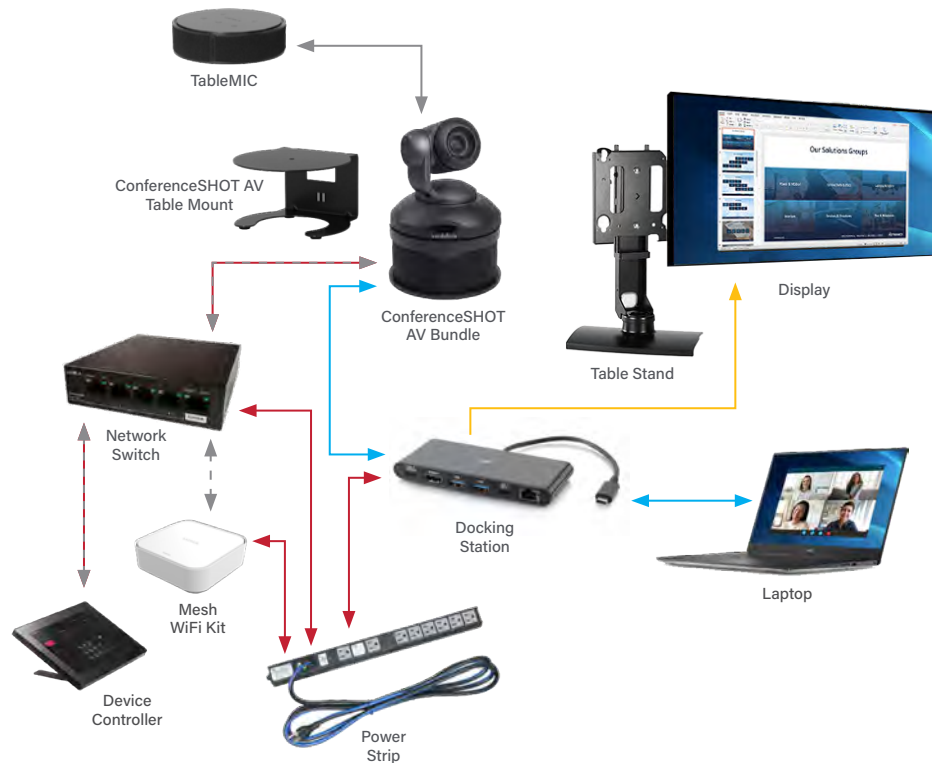 TableMIC
ConferenceSHOT AV
Table Mount
Our Solutions Groups
Display
ConferenceSHOT
AV Bundle
Table Stand
Network
Switch
Docking
Station
Laptop
Mesh
WiFi Kit
Device
Controller
Power
Strip